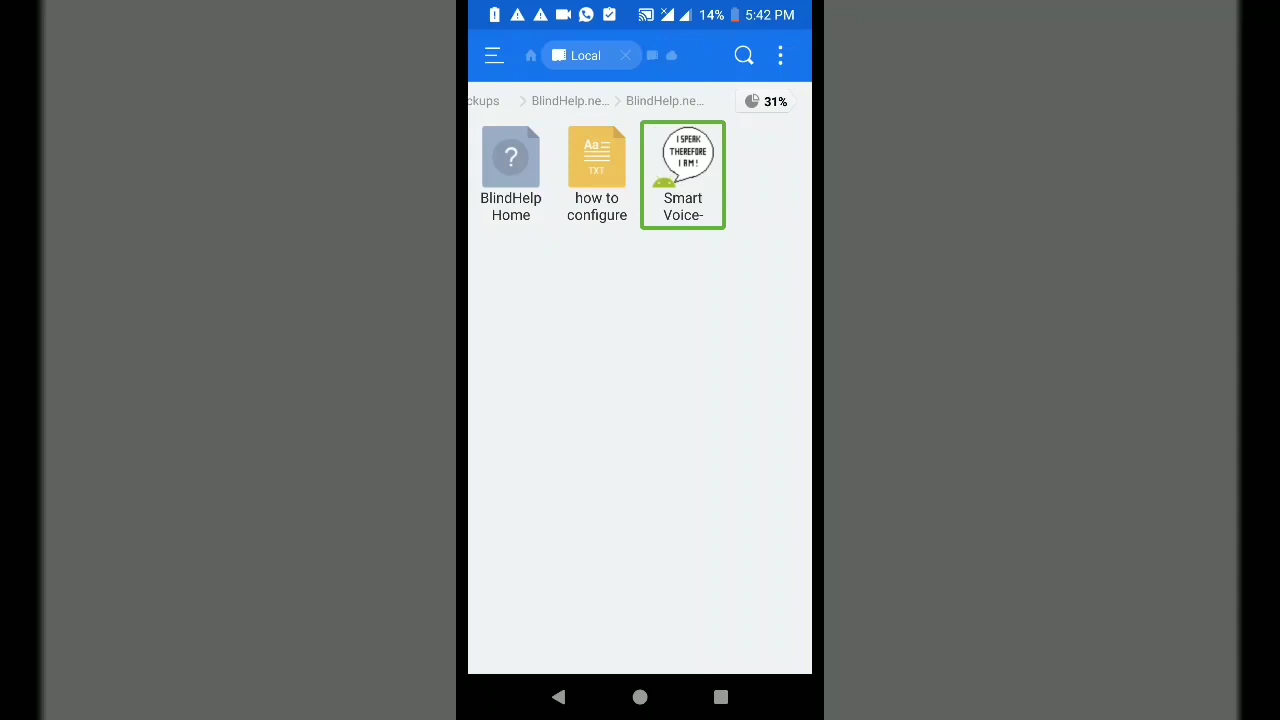 14% 5:42 PM
Local
ckups BlindHelp.ne... BlindHelp.ne... 31%
?
Aa
TXT
I SPEAK
THEREFORE
I AM!
BlindHelp
Home
how to
configure
Smart
Voice-